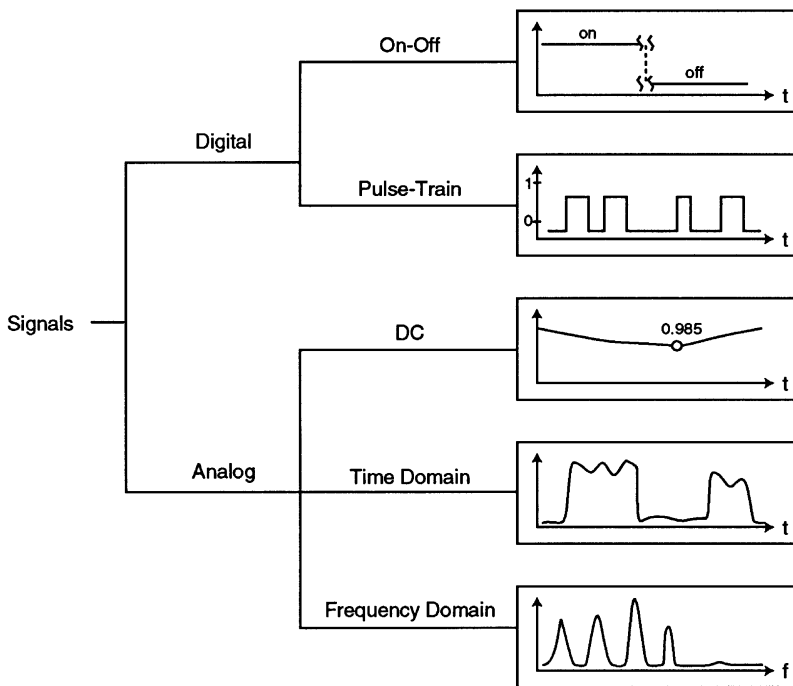 Signals
Digital
On-Off
on
off
t
Pulse-Train
1
0
t
Analog
DC
0.985
t
Time Domain
t
Frequency Domain
f